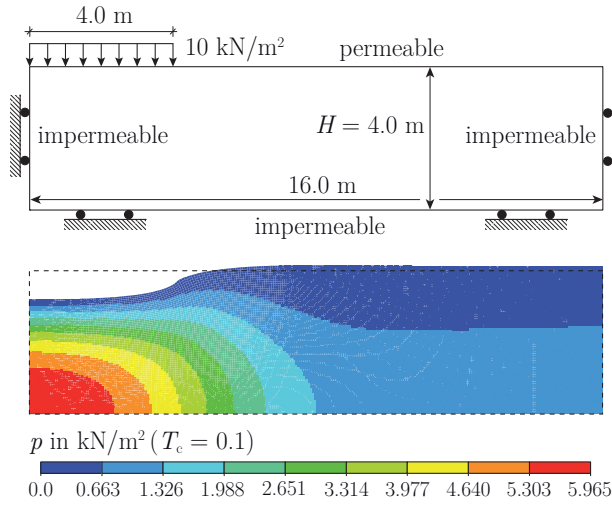 4.0 m
10 kN/m²
permeable
impermeable
H = 4.0 m
impermeable
16.0 m
impermeable
p in kN/m² (T_c = 0.1)
0.0 0.663 1.326 1.988 2.651 3.314 3.977 4.640 5.303 5.965